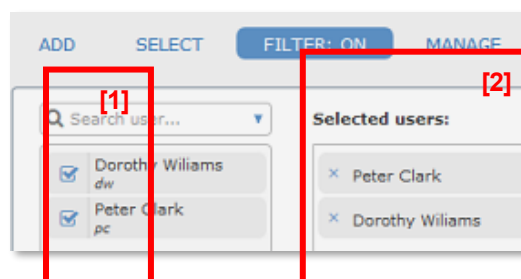 ADD SELECT FILTER: ON MANAGE
[1] [2]
Search user... Selected users:
Dorothy Wiliams
dw
Peter Clark
pc
Peter Clark
Dorothy Wiliams